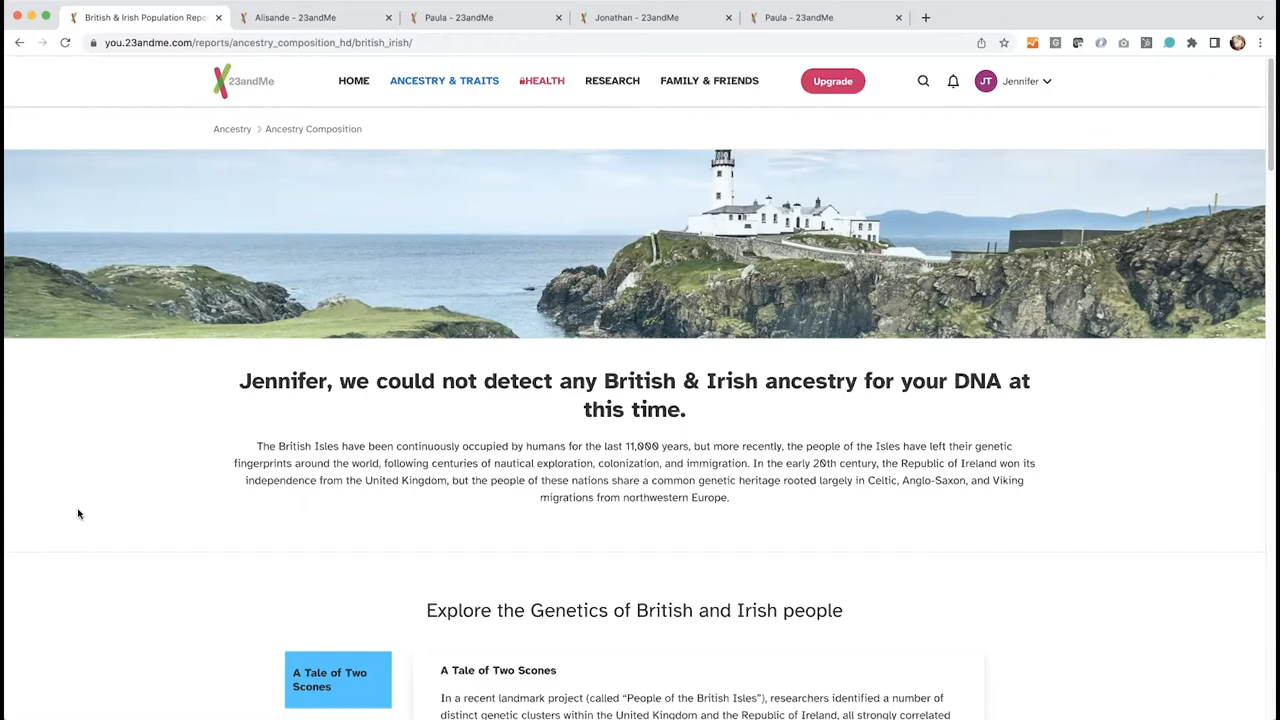 British & Irish Population Repor
Alisande - 23andMe
Paula - 23andMe
Jonathan - 23andMe
Paula - 23andMe
you.23andme.com/reports/ancestry_composition_hd/british_irish/
23andMe
HOME
ANCESTRY & TRAITS
HEALTH
RESEARCH
FAMILY & FRIENDS
Upgrade
JT
Jennifer
Ancestry > Ancestry Composition
Jennifer, we could not detect any British & Irish ancestry for your DNA at
this time.
The British Isles have been continuously occupied by humans for the last 11,000 years, but more recently, the people of the Isles have left their genetic
fingerprints around the world, following centuries of nautical exploration, colonization, and immigration. In the early 20th century, the Republic of Ireland won its
independence from the United Kingdom, but the people of these nations share a common genetic heritage rooted largely in Celtic, Anglo-Saxon, and Viking
migrations from northwestern Europe.
Explore the Genetics of British and Irish people
A Tale of Two
Scones
A Tale of Two Scones
In a recent landmark project (called “People of the British Isles”), researchers identified a number of
distinct genetic clusters within the United Kingdom and the Republic of Ireland, all strongly correlated